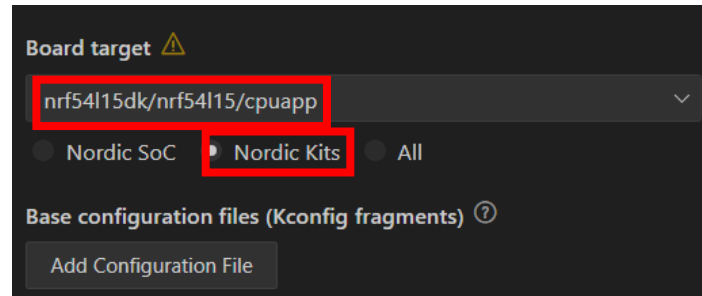 Board target
nrf54l15dk/nrf54l15/cpuapp
Nordic SoC Nordic Kits All
Base configuration files (Kconfig fragments)
Add Configuration File